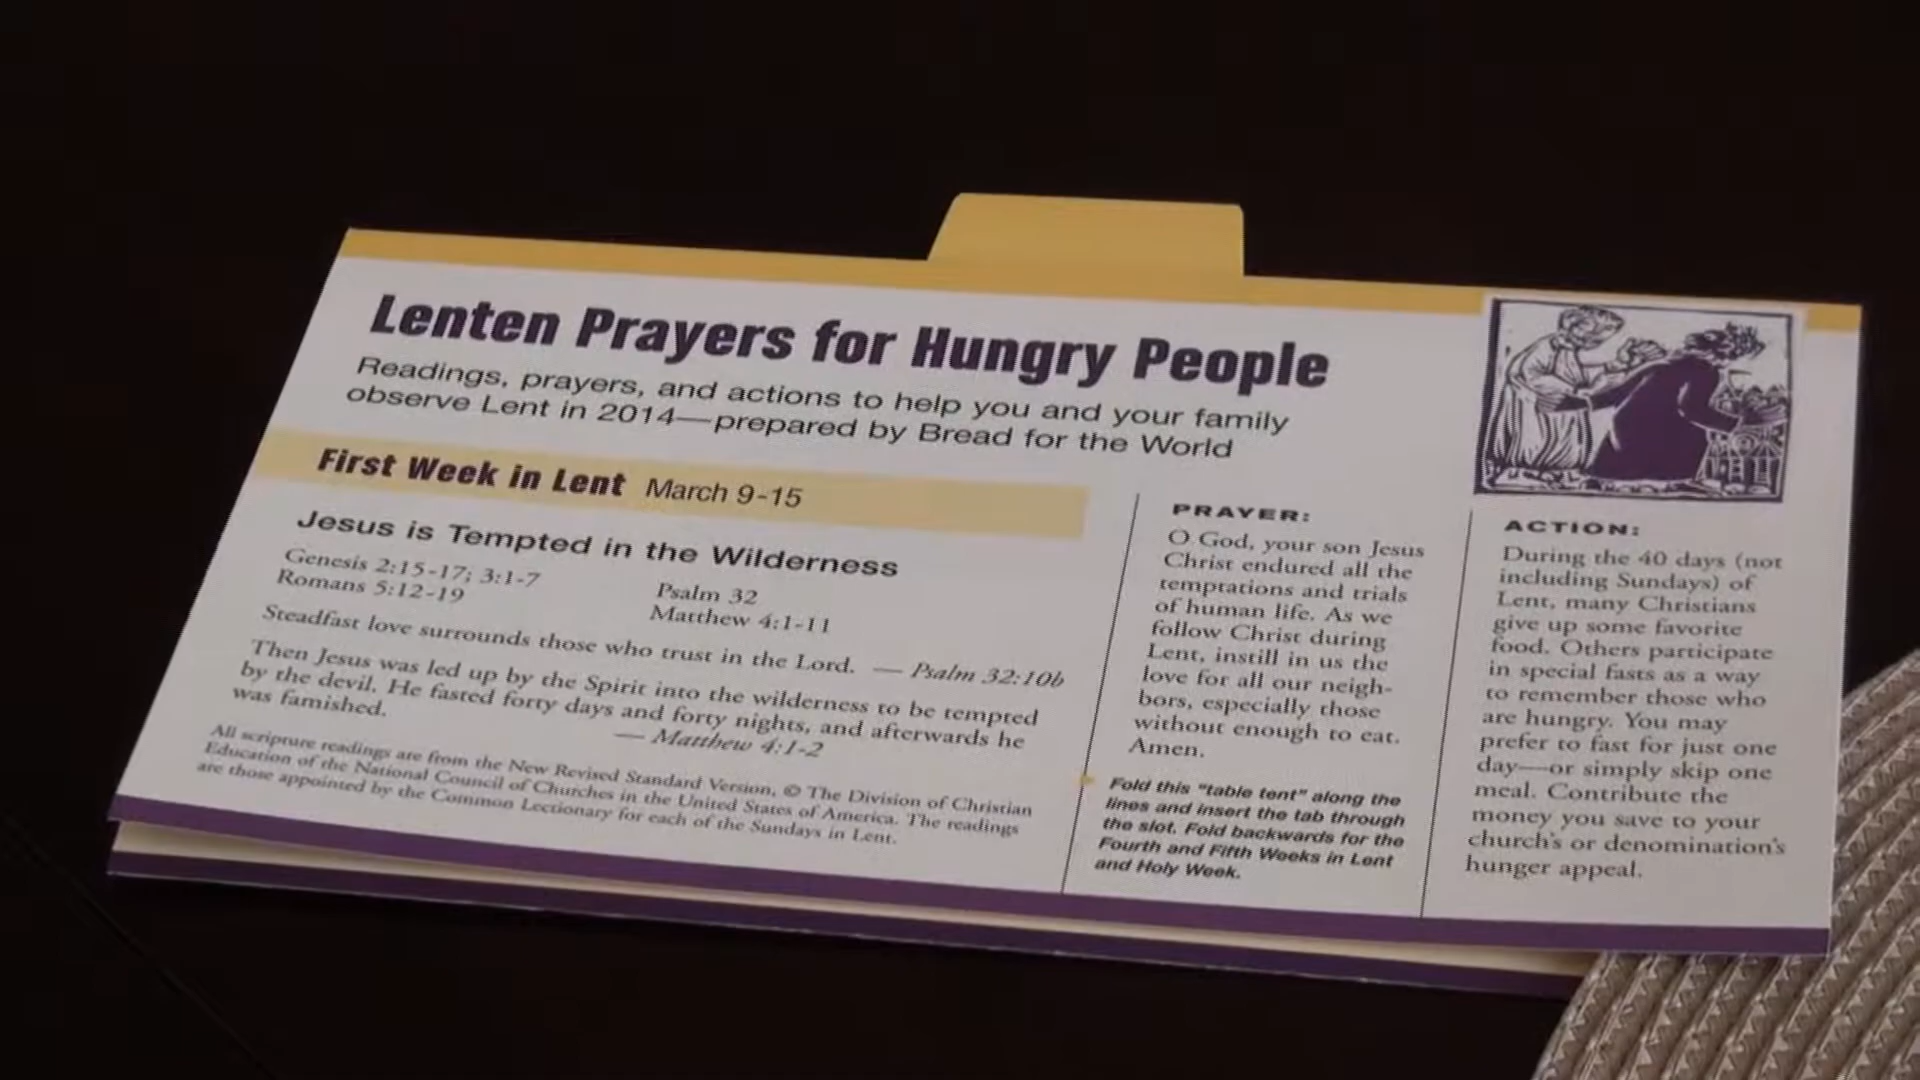 Lenten Prayers for Hungry People
Readings, prayers, and actions to help you and your family
observe Lent in 2014—prepared by Bread for the World
First Week in Lent March 9-15
Jesus is Tempted in the Wilderness
Genesis 2:15-17; 3:1-7
Romans 5:12-19
Psalm 32
Matthew 4:1-11
Steadfast love surrounds those who trust in the Lord. — Psalm 32:10b
Then Jesus was led up by the Spirit into the wilderness to be tempted
by the devil. He fasted forty days and forty nights, and afterwards he
was famished.
— Matthew 4:1-2
All scripture readings are from the New Revised Standard Version, © The Division of Christian
Education of the National Council of Churches in the United States of America. The readings
are those appointed by the Common Lectionary for each of the Sundays in Lent.
PRAYER:
O God, your son Jesus
Christ endured all the
temptations and trials
of human life. As we
follow Christ during
Lent, instill in us the
love for all our neigh-
bors, especially those
without enough to eat.
Amen.
Fold this "table tent" along the
lines and insert the tab through
the slot. Fold backwards for the
Fourth and Fifth Weeks in Lent
and Holy Week.
ACTION:
During the 40 days (not
including Sundays) of
Lent, many Christians
give up some favorite
food. Others participate
in special fasts as a way
to remember those who
are hungry. You may
prefer to fast for just one
day—or simply skip one
meal. Contribute the
money you save to your
church's or denomination's
hunger appeal.